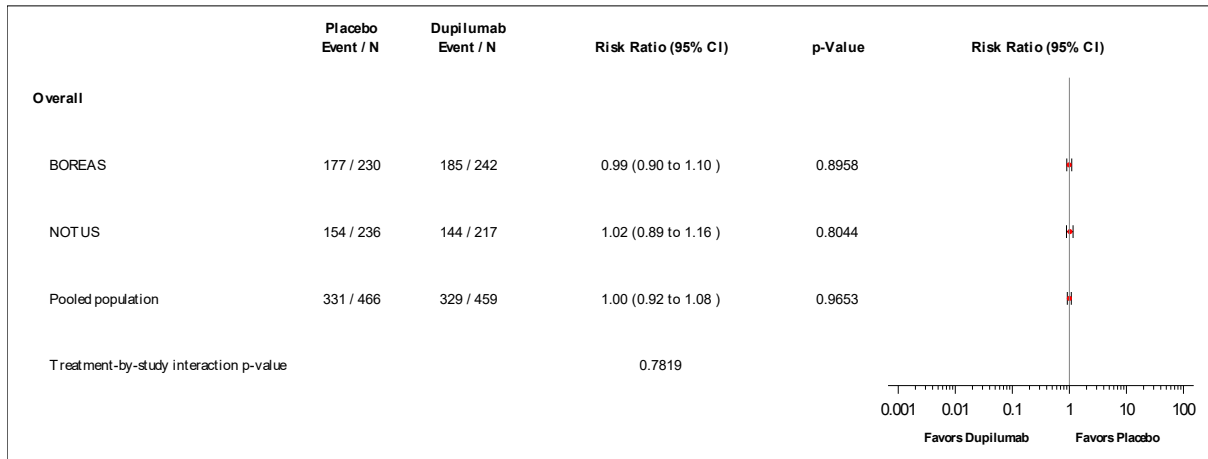 Placebo Dupilumab
Event / N Event / N Risk Ratio (95% CI) p-Value Risk Ratio (95% CI)
Overall
BOREAS 177 / 230 185 / 242 0.99 (0.90 to 1.10 ) 0.8958
NOTUS 154 / 236 144 / 217 1.02 (0.89 to 1.16 ) 0.8044
Pooled population 331 / 466 329 / 459 1.00 (0.92 to 1.08 ) 0.9653
Treatment-by-study interaction p-value 0.7819
0.001 0.01 0.1 1 10 100
Favors Dupilumab Favors Placebo